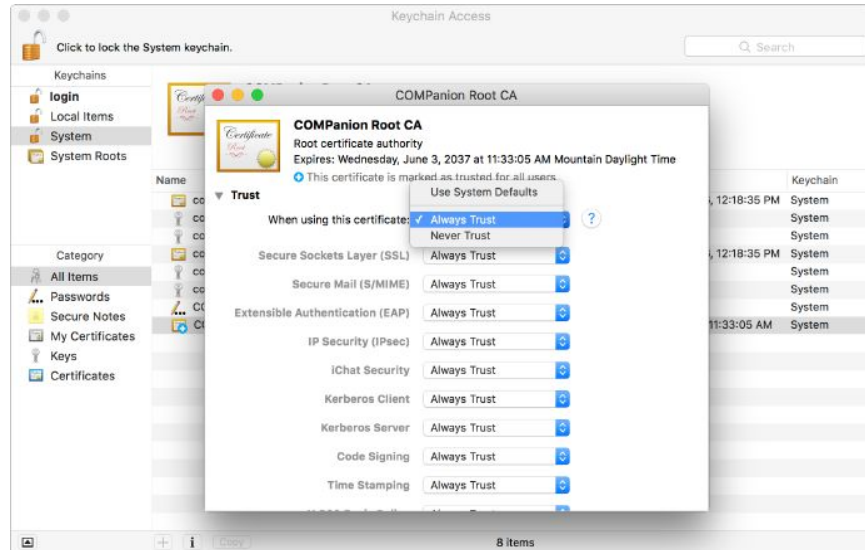 Keychain Access
Click to lock the System keychain.
Search
Keychains
login
Local Items
System
System Roots
Category
All Items
Passwords
Secure Notes
My Certificates
Keys
Certificates
Name
Keychain
12:18:35 PM System
System
System
12:18:35 PM System
System
System
System
11:33:05 AM System
COMPanion Root CA
Certificate
Root
COMPanion Root CA
Root certificate authority
Expires: Wednesday, June 3, 2037 at 11:33:05 AM Mountain Daylight Time
This certificate is marked as trusted for all users
Trust
When using this certificate:
Use System Defaults
✓ Always Trust
Never Trust
?
Secure Sockets Layer (SSL) Always Trust
Secure Mail (S/MIME) Always Trust
Extensible Authentication (EAP) Always Trust
IP Security (IPsec) Always Trust
iChat Security Always Trust
Kerberos Client Always Trust
Kerberos Server Always Trust
Code Signing Always Trust
Time Stamping Always Trust
+ i Copy
8 items